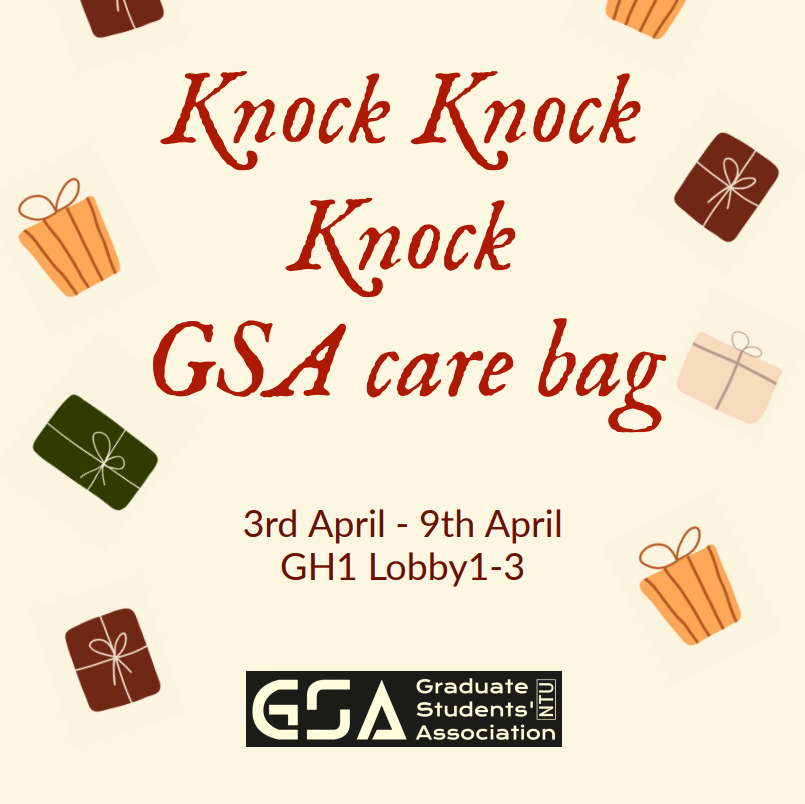 Knock Knock
Knock
GSA care bag
3rd April - 9th April
GH1 Lobby1-3
GSA Graduate
Students' NTU
Association